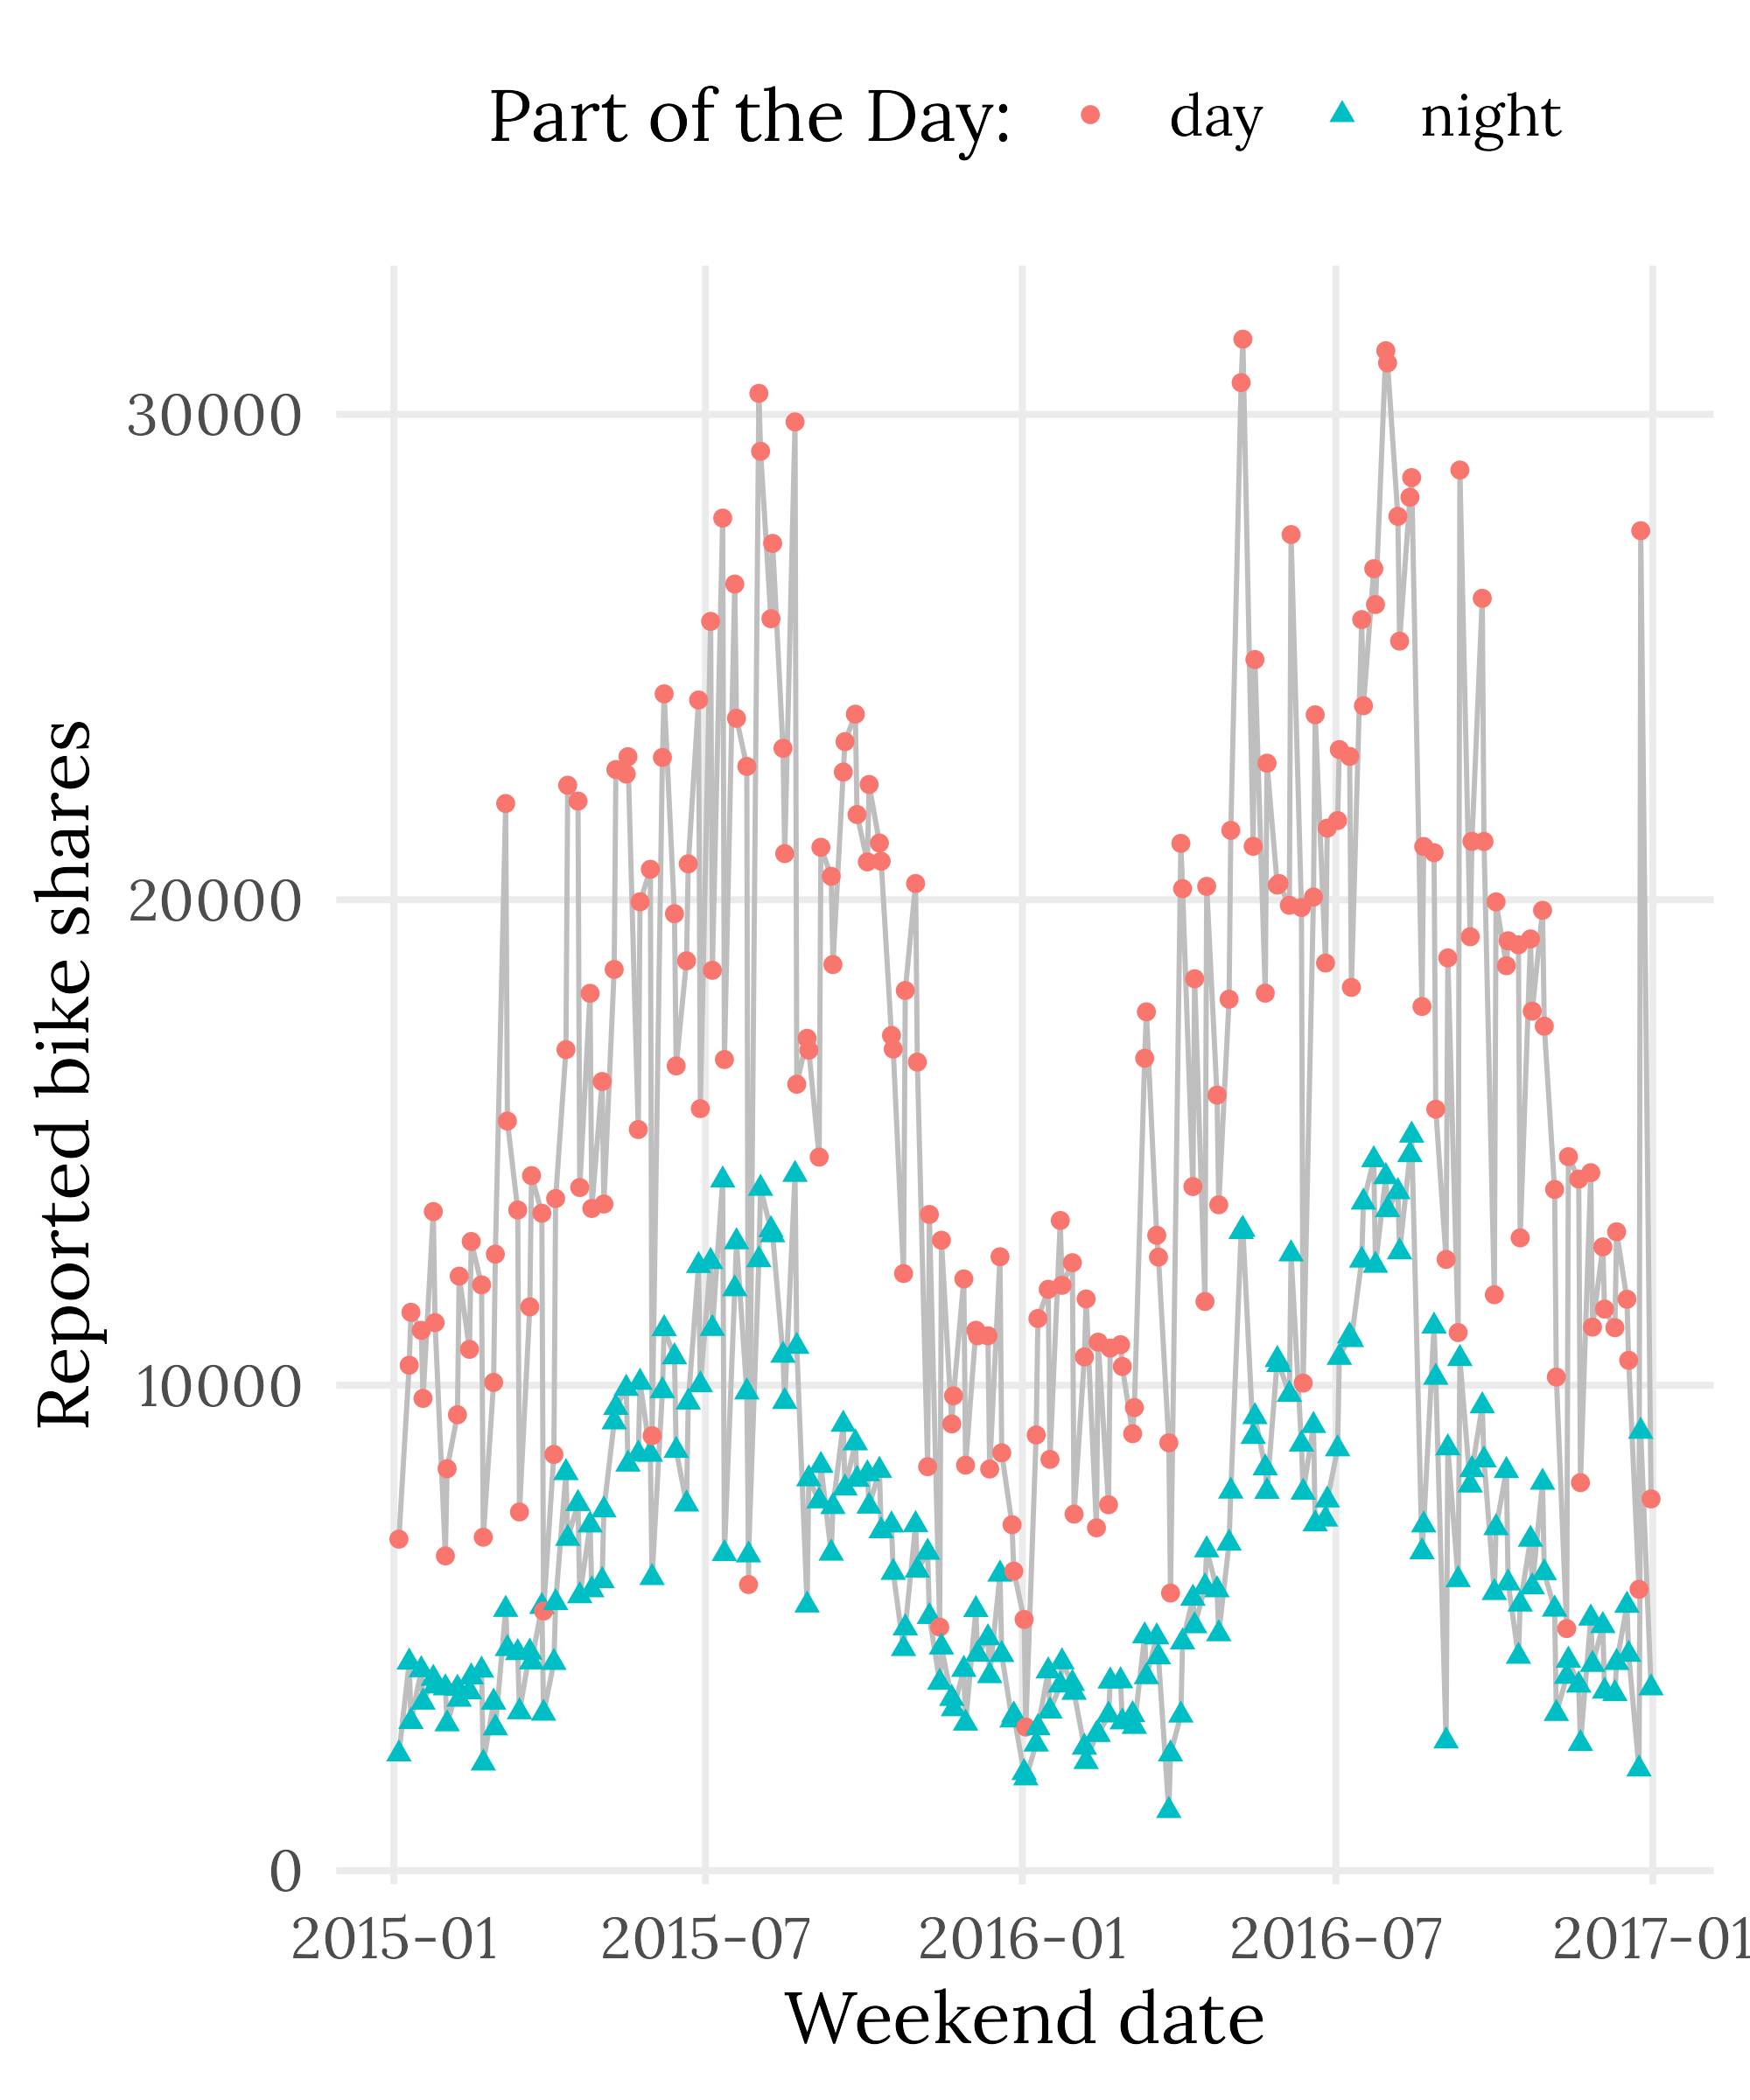 Part of the Day: day night
30000
20000
10000
0
Reported bike shares
2015-01 2015-07 2016-01 2016-07 2017-01
Weekend date